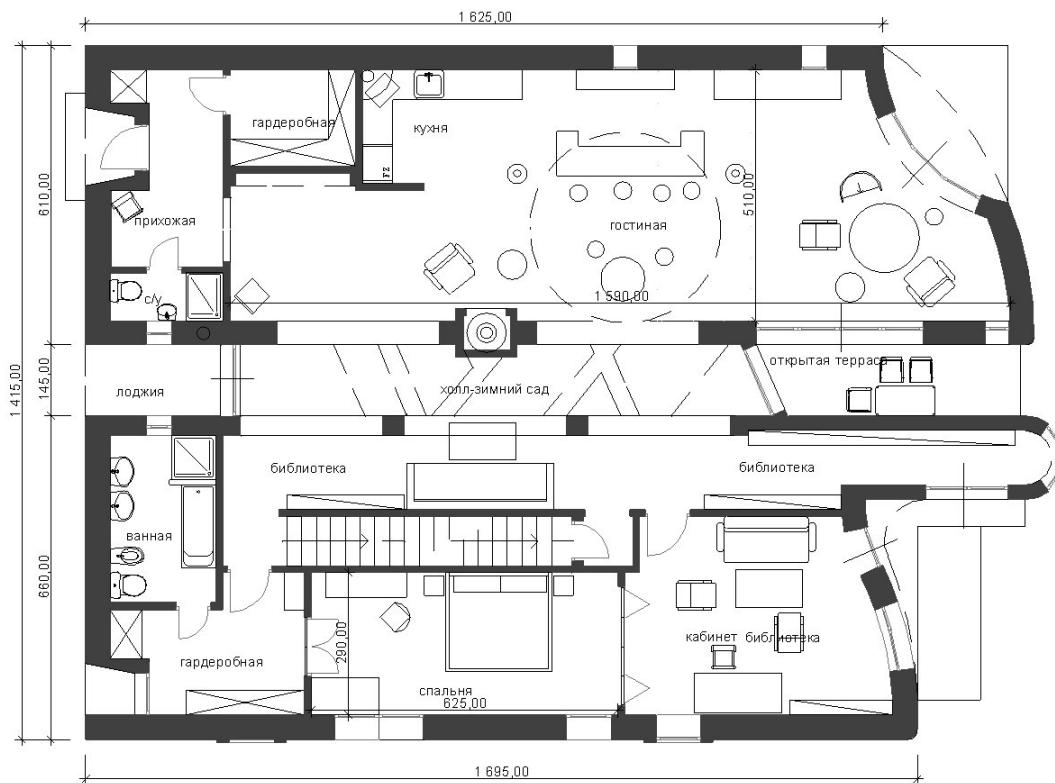 1 625,00
гардеробная
кухня
FZ
610,00
510,00
прихожая
гостиная
с/у
1 590,00
1 415,00
145,00
открытая терраса
лоджия
холл-зимний сад
библиотека
библиотека
ванная
660,00
290,00
кабинет
библиотека
гардеробная
спальня
625,00
1 695,00